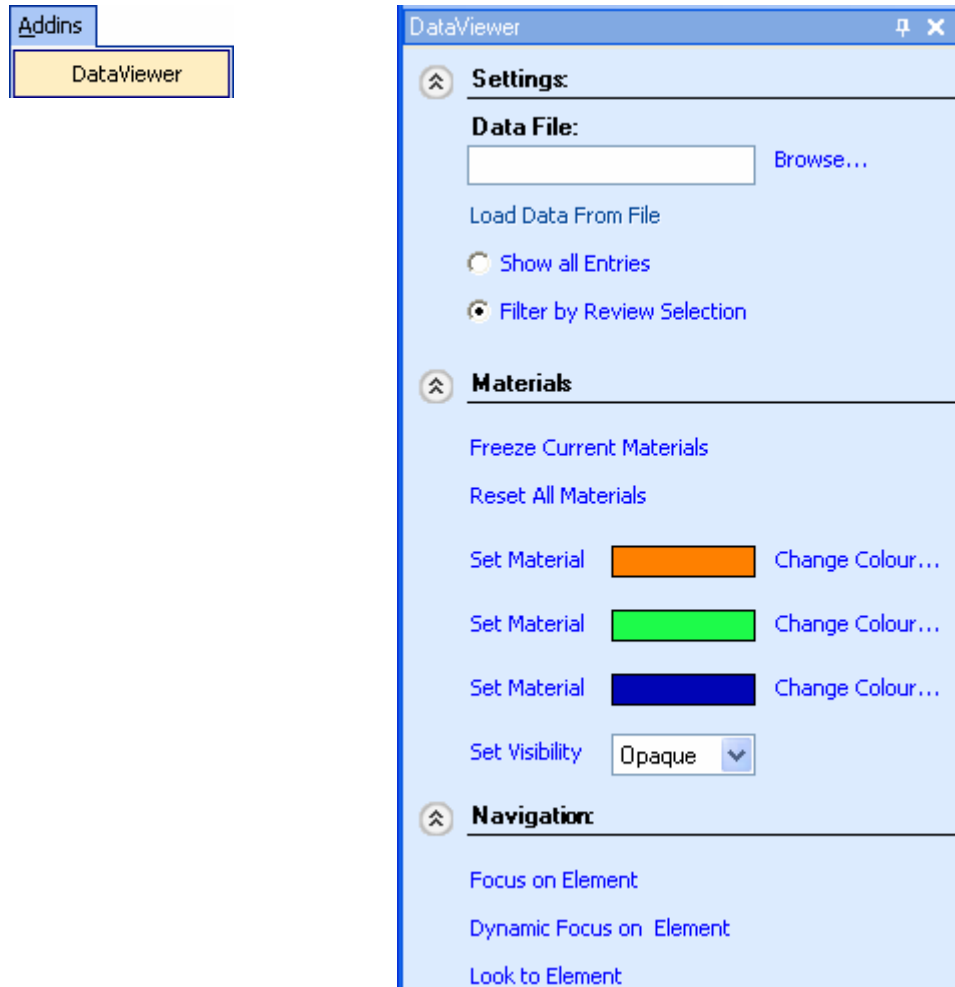 Addins
DataViewer
DataViewer
Settings:
Data File:
Browse...
Load Data From File
Show all Entries
Filter by Review Selection
Materials
Freeze Current Materials
Reset All Materials
Set Material Change Colour...
Set Material Change Colour...
Set Material Change Colour...
Set Visibility Opaque
Navigation:
Focus on Element
Dynamic Focus on Element
Look to Element